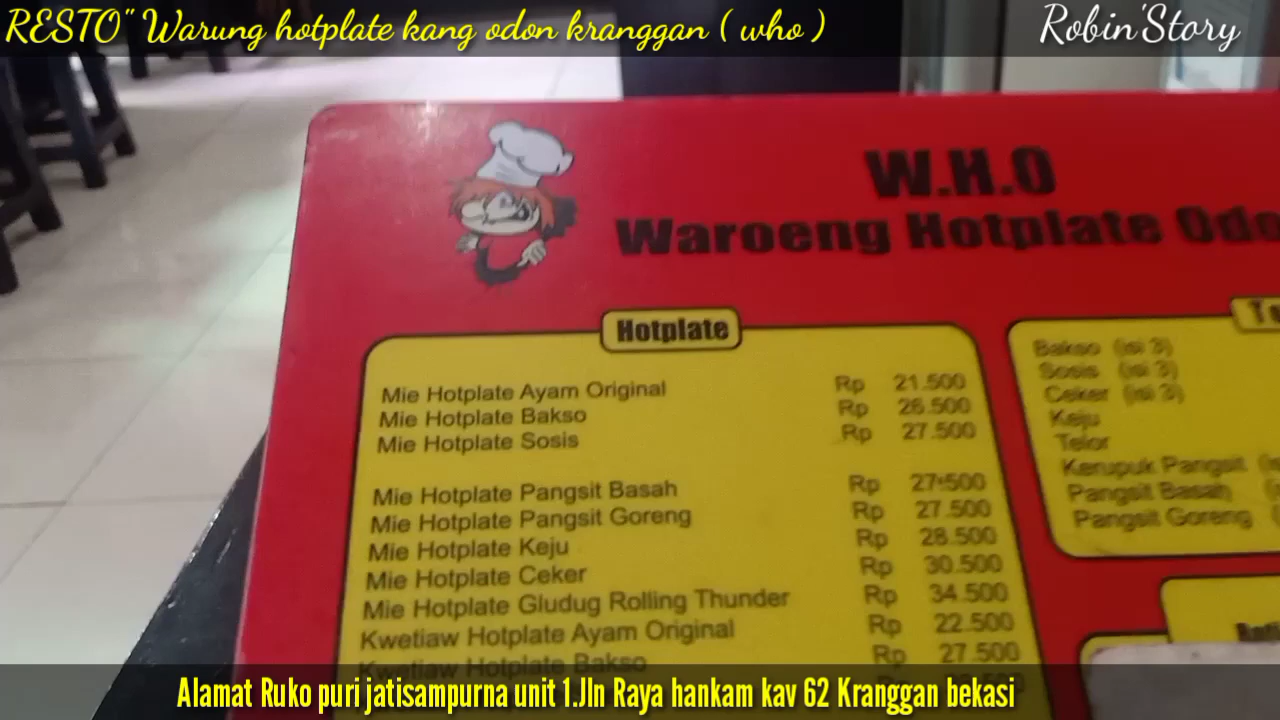 RESTO" Warung hotplate kang odon kranggan ( who )
Robin'Story
W.H.O
Waroeng Hotplate
Hotplate
Mie Hotplate Ayam Original Rp 21.500
Mie Hotplate Bakso Rp 26.500
Mie Hotplate Sosis Rp 27.500
Mie Hotplate Pangsit Basah Rp 27.500
Mie Hotplate Pangsit Goreng Rp 27.500
Mie Hotplate Keju Rp 28.500
Mie Hotplate Ceker Rp 30.500
Mie Hotplate Gludug Rolling Thunder Rp 34.500
Kwetiaw Hotplate Ayam Original Rp 22.500
Kwetiaw Hotplate Bakso Rp 27.500
Bakso (isi 3)
Sosis (isi 3)
Ceker (isi 3)
Keju
Telor
Kerupuk Pangsit
Pangsit Basah
Pangsit Goreng
Alamat Ruko puri jatisampurna unit 1.Jln Raya hankam kav 62 Kranggan bekasi